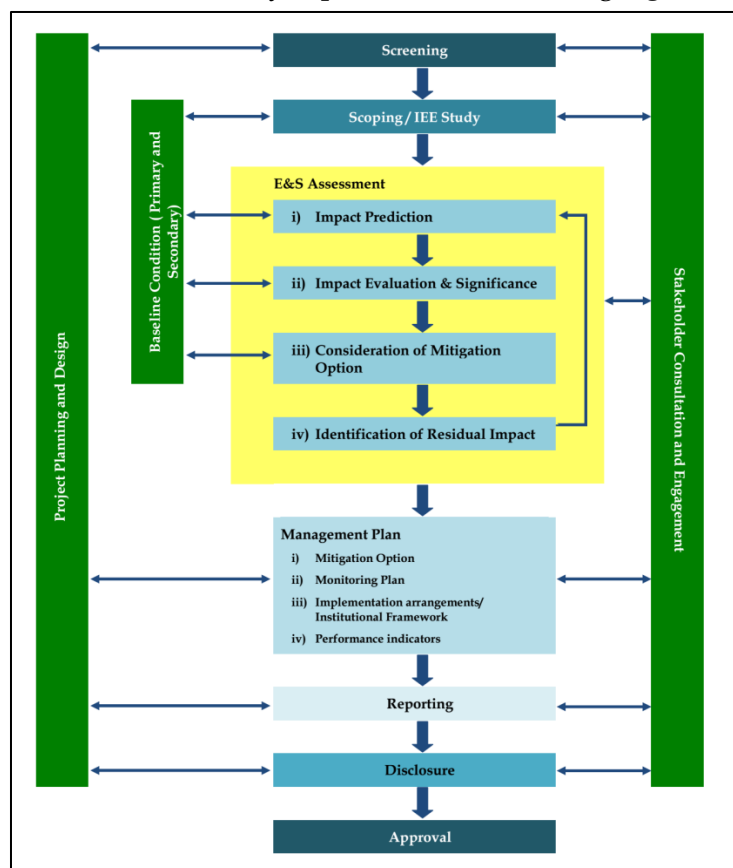 Screening
Scoping / IEE Study
E&S Assessment
i) Impact Prediction
ii) Impact Evaluation & Significance
iii) Consideration of Mitigation
Option
iv) Identification of Residual Impact
Management Plan
i) Mitigation Option
ii) Monitoring Plan
iii) Implementation arrangements/
Institutional Framework
iv) Performance indicators
Reporting
Disclosure
Approval
Project Planning and Design
Baseline Condition ( Primary and
Secondary)
Stakeholder Consultation and Engagement